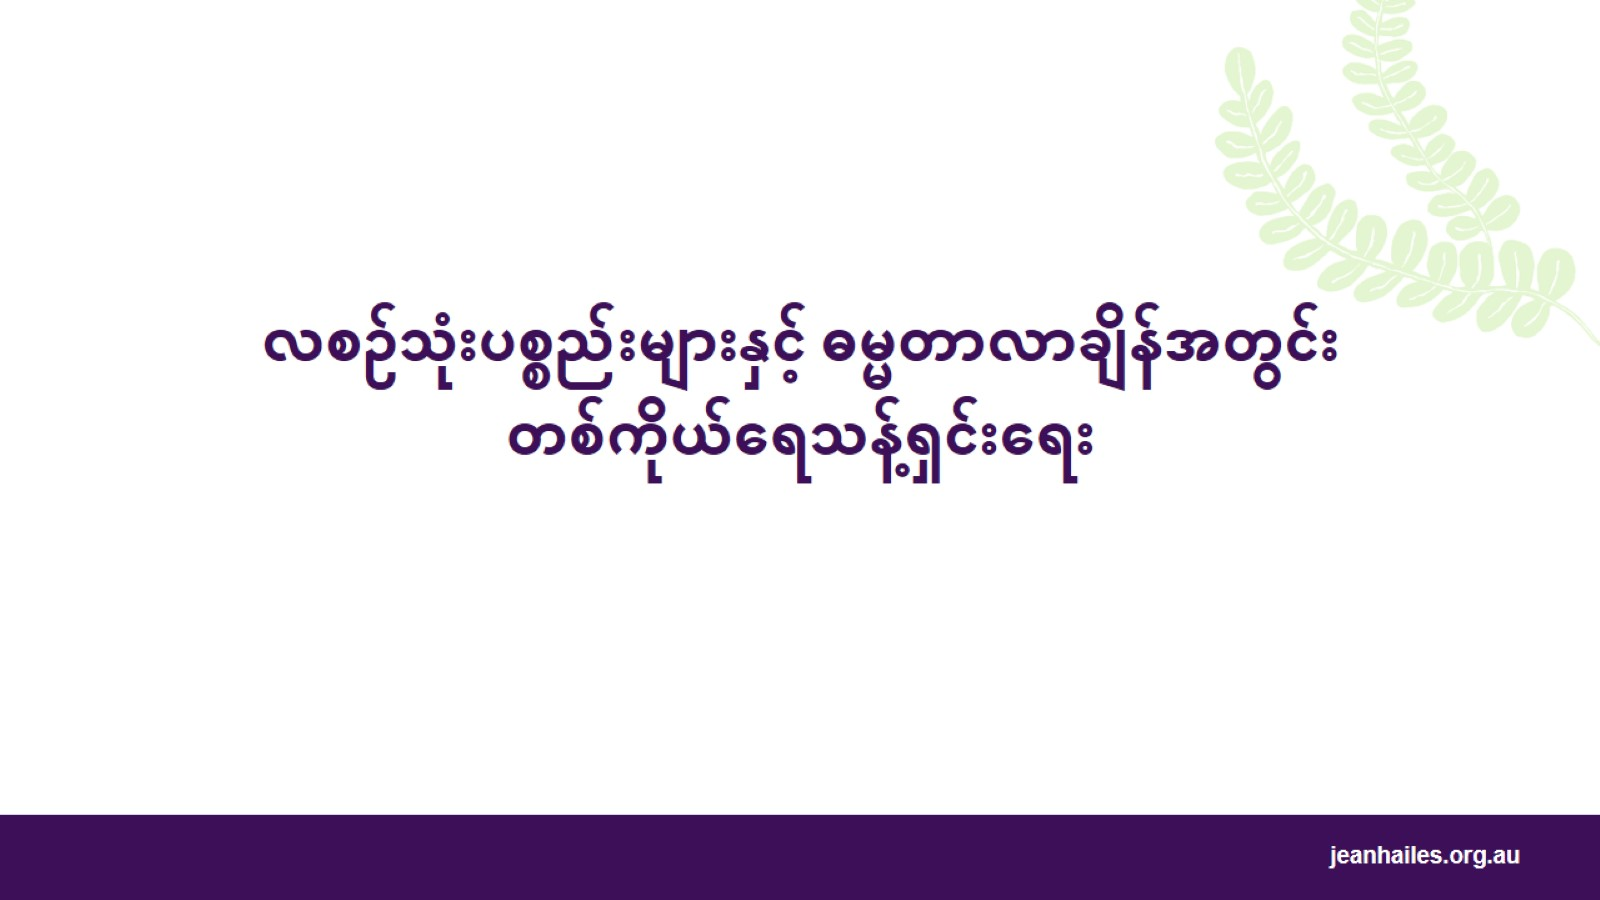 လစဉ်သုံးပစ္စည်းများနှင့် ဓမ္မတာလာချိန်အတွင်း
တစ်ကိုယ်ရေသန့်ရှင်းရေး
jeanhailes.org.au